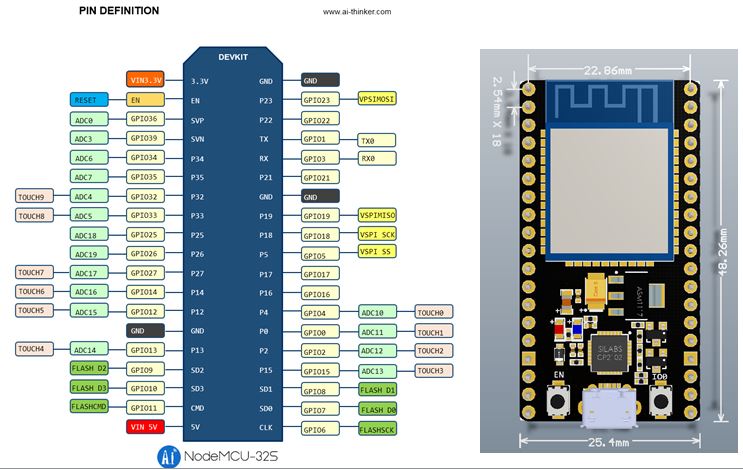 PIN DEFINITION www.ai-thinker.com
DEVKIT
VIN3.3V 3.3V GND GND
RESET EN EN P23 GPIO23 VPSIMOSI
ADC0 GPIO36 SVP P22 GPIO22
ADC3 GPIO39 SVN TX GPIO1 TX0
ADC6 GPIO34 P34 RX GPIO3 RX0
ADC7 GPIO35 P35 P21 GPIO21
TOUCH9 ADC4 GPIO32 P32 GND GND
TOUCH8 ADC5 GPIO33 P33 P19 GPIO19 VSPIMISO
ADC18 GPIO25 P25 P18 GPIO18 VSPI SCK
ADC19 GPIO26 P26 P5 GPIO5 VSPI SS
TOUCH7 ADC17 GPIO27 P27 P17 GPIO17
TOUCH6 ADC16 GPIO14 P14 P16 GPIO16
TOUCH5 ADC15 GPIO12 P12 P4 GPIO4 ADC10 TOUCH0
GND GND P0 GPIO0 ADC11 TOUCH1
TOUCH4 ADC14 GPIO13 P13 P2 GPIO2 ADC12 TOUCH2
FLASH D2 GPIO9 SD2 P15 GPIO15 ADC13 TOUCH3
FLASH D3 GPIO10 SD3 SD1 GPIO8 FLASH D1
FLASHCMD GPIO11 CMD SD0 GPIO7 FLASH D0
VIN 5V 5V CLK GPIO6 FLASHSCK
Ai NodeMCU-32S
22.86mm
2.54mm X 18
48.26mm
SILABS
EN
IO0
25.4mm